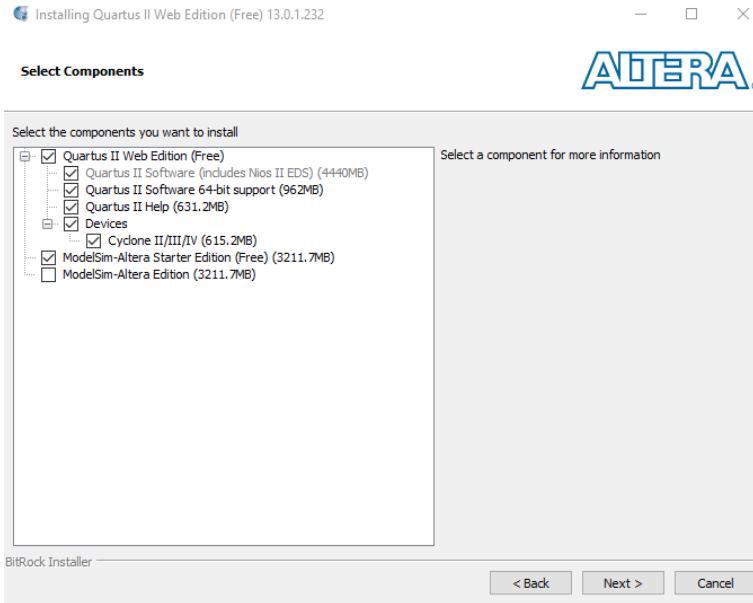 Installing Quartus II Web Edition (Free) 13.0.1.232
Select Components
ALTERA
Select the components you want to install
Quartus II Web Edition (Free)
Quartus II Software (includes Nios II EDS) (4440MB)
Quartus II Software 64-bit support (962MB)
Quartus II Help (631.2MB)
Devices
Cyclone II/III/IV (615.2MB)
ModelSim-Altera Starter Edition (Free) (3211.7MB)
ModelSim-Altera Edition (3211.7MB)
Select a component for more information
BitRock Installer
< Back
Next >
Cancel